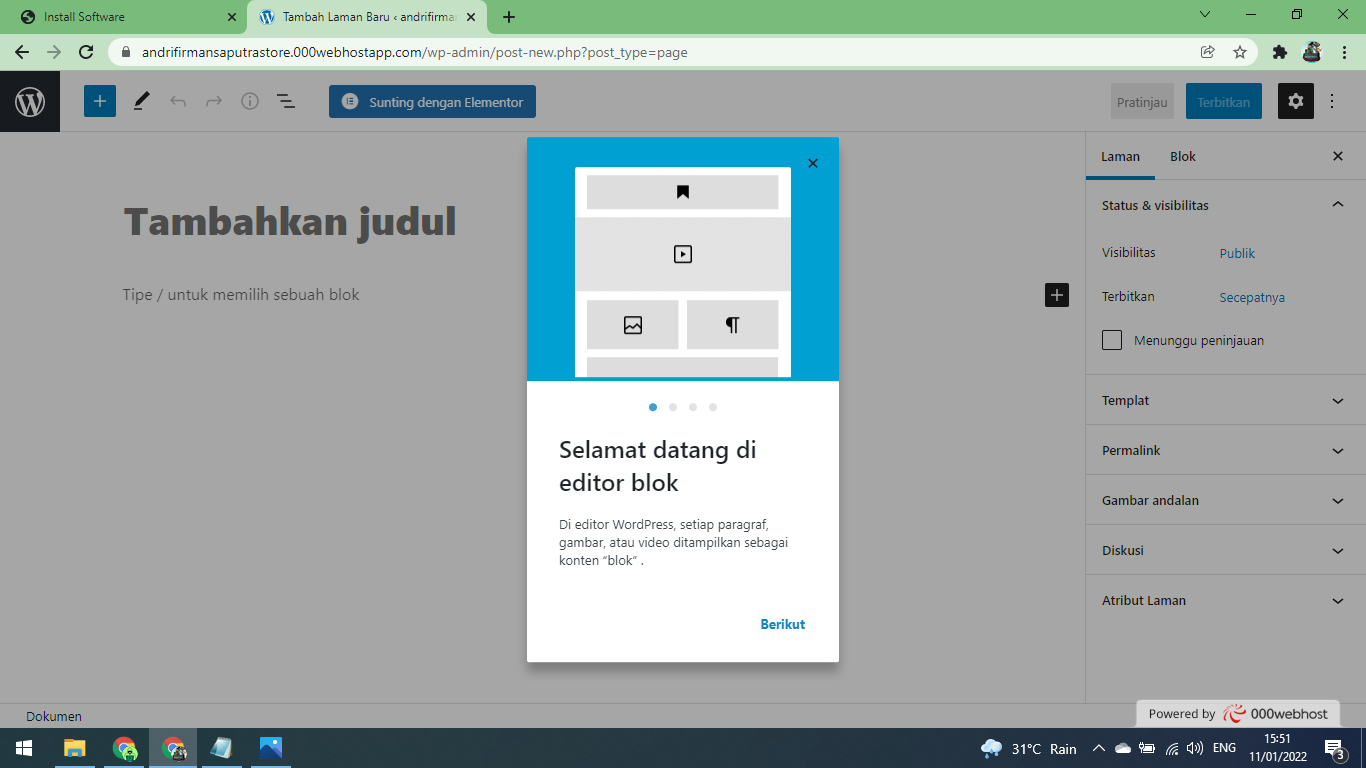 Install Software
Tambah Laman Baru ‹ andrifirman
andrifirmansaputrastore.000webhostapp.com/wp-admin/post-new.php?post_type=page
Sunting dengan Elementor
Pratinjau
Terbitkan
Laman
Blok
Tambahkan judul
Tipe / untuk memilih sebuah blok
Selamat datang di
editor blok
Di editor WordPress, setiap paragraf,
gambar, atau video ditampilkan sebagai
konten “blok” .
Berikut
Status & visibilitas
Visibilitas
Publik
Terbitkan
Secepatnya
Menunggu peninjauan
Templat
Permalink
Gambar andalan
Diskusi
Atribut Laman
Dokumen
Powered by 000webhost
31°C Rain
ENG
15:51
11/01/2022
3